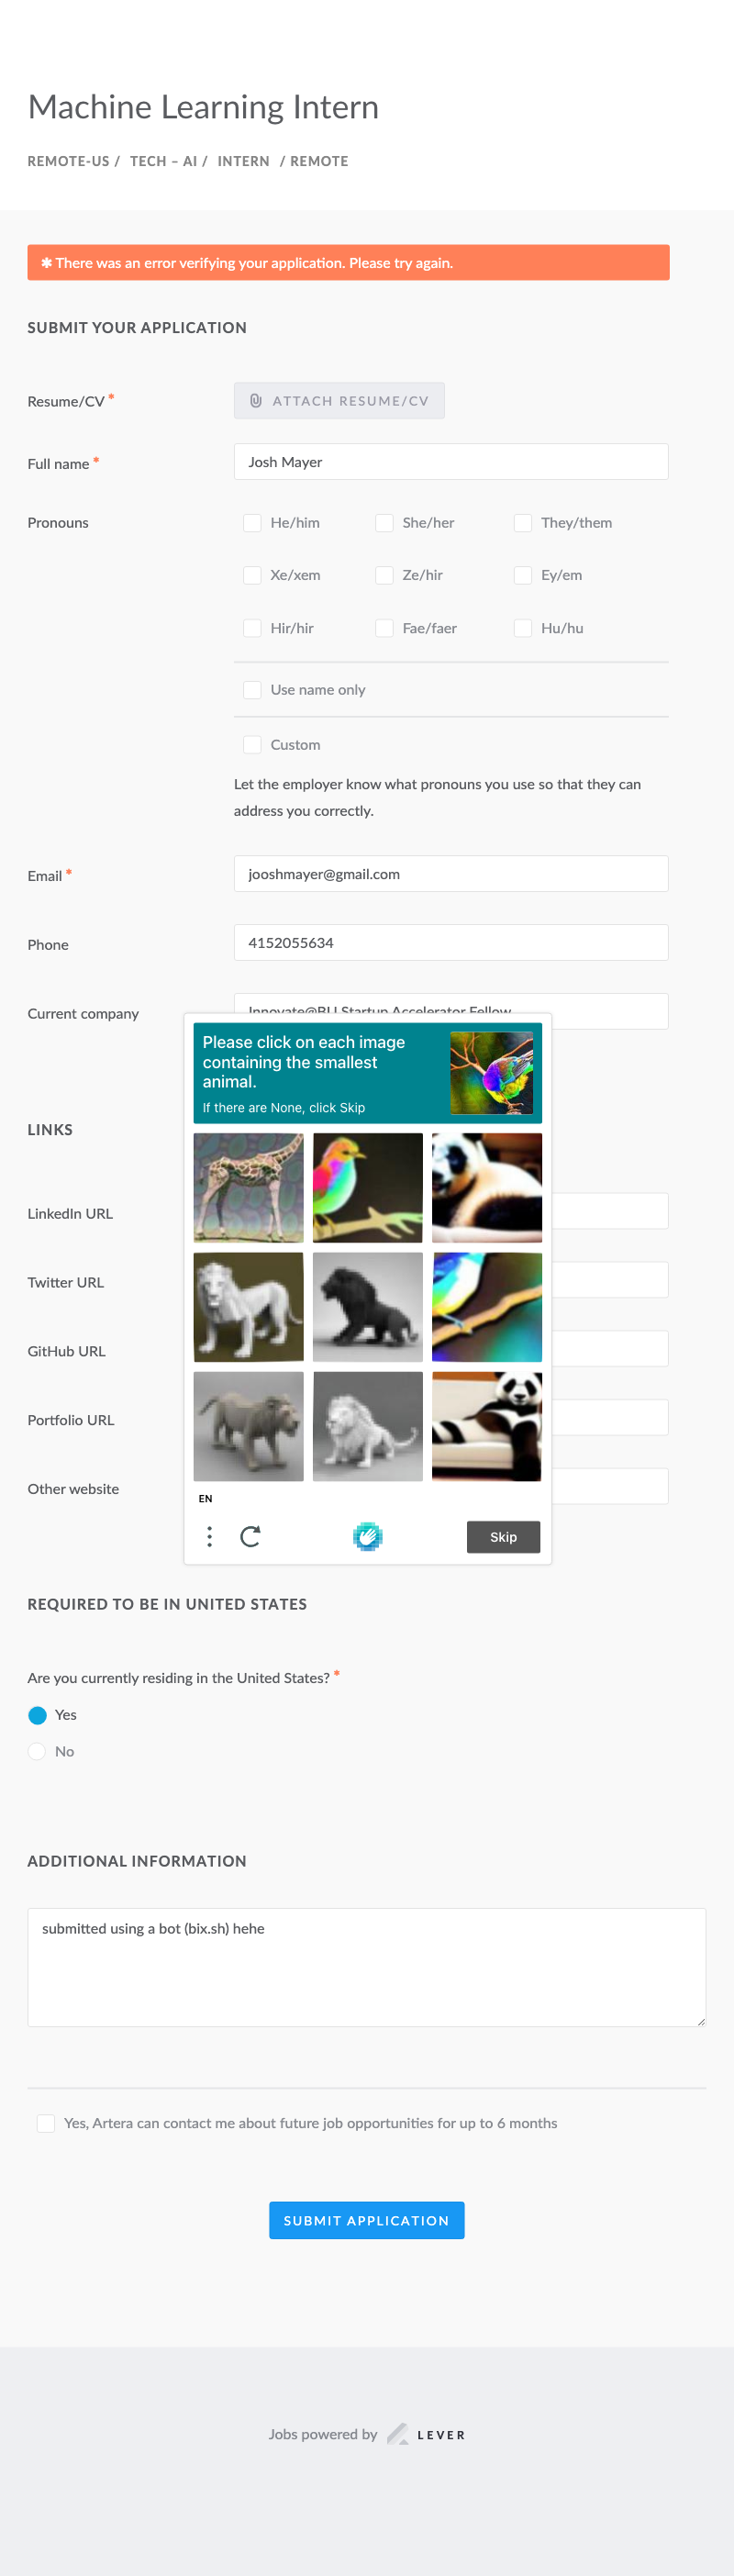 Machine Learning Intern
REMOTE-US / TECH – AI / INTERN / REMOTE
✱ There was an error verifying your application. Please try again.
SUBMIT YOUR APPLICATION
Resume/CV ✱
ATTACH RESUME/CV
Full name ✱
Josh Mayer
Pronouns
He/him She/her They/them
Xe/xem Ze/hir Ey/em
Hir/hir Fae/faer Hu/hu
Use name only
Custom
Let the employer know what pronouns you use so that they can
address you correctly.
Email ✱
jooshmayer@gmail.com
Phone
4152055634
Current company
Innovate@BU Startup Accelerator Fellow
Please click on each image
containing the smallest
animal.
If there are None, click Skip
LINKS
LinkedIn URL
Twitter URL
GitHub URL
Portfolio URL
Other website
EN
Skip
REQUIRED TO BE IN UNITED STATES
Are you currently residing in the United States? ✱
Yes
No
ADDITIONAL INFORMATION
submitted using a bot (bix.sh) hehe
Yes, Artera can contact me about future job opportunities for up to 6 months
SUBMIT APPLICATION
Jobs powered by LEVER